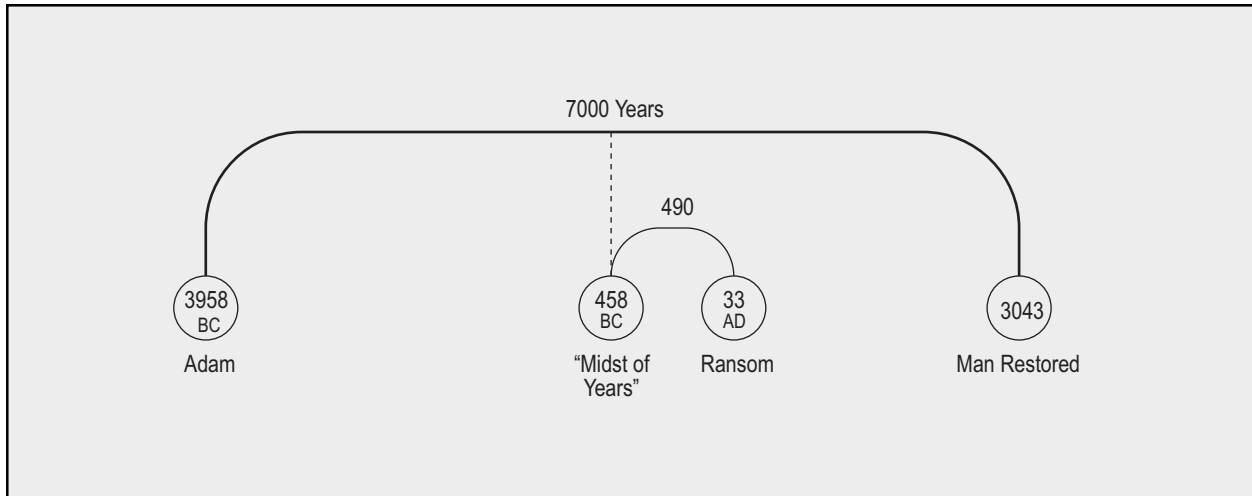 7000 Years
490
3958
BC
458
BC
33
AD
3043
Adam
“Midst of
Years”
Ransom
Man Restored